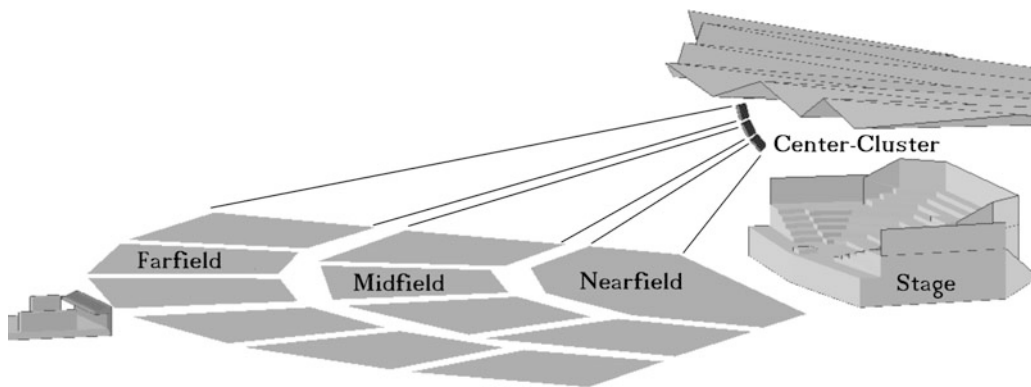 Center-Cluster
Farfield
Midfield
Nearfield
Stage